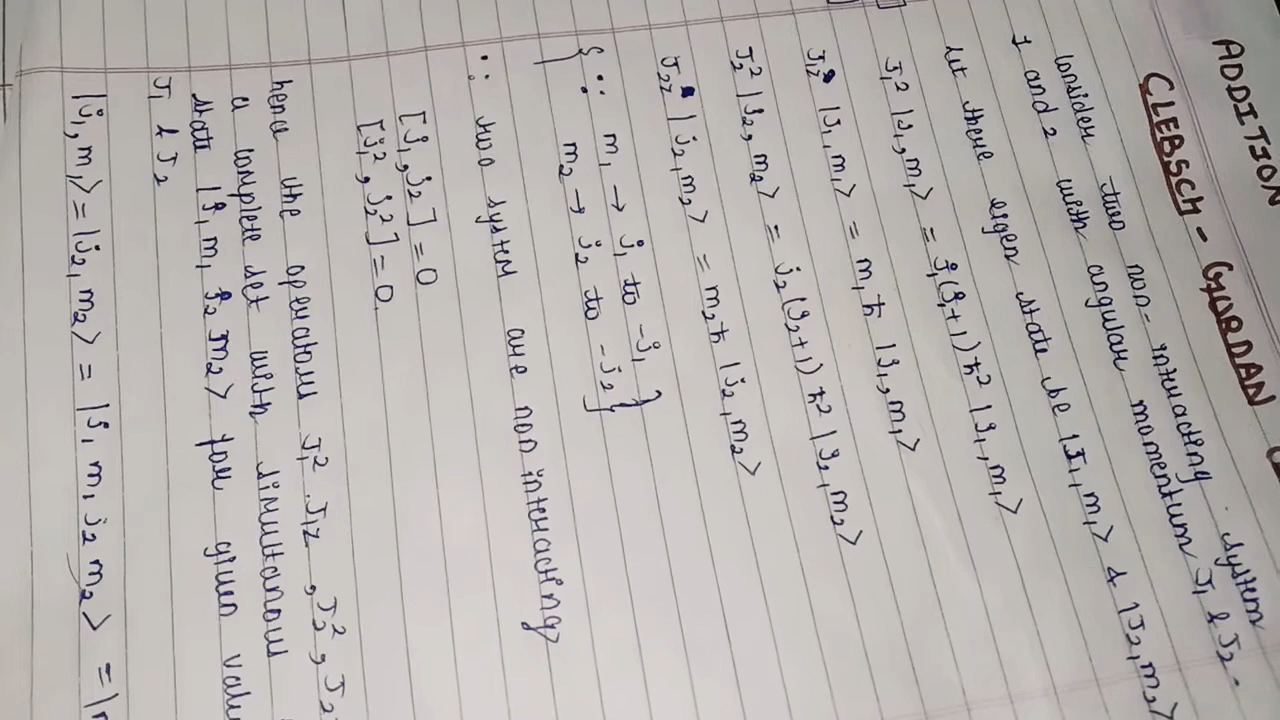 ADDITION
CLEBSCH - GORDAN
Consider two non-interacting system
1 and 2 with angular momentum J₁ & J₂.
Let there eigen state be |J₁, m₁> & |J₂, m₂>
J₁² |J₁, m₁> = J₁(J₁+1) ħ² |J₁, m₁>
J₁z |J₁, m₁> = m₁ ħ |J₁, m₁>
J₂² |J₂, m₂> = j₂(J₂+1) ħ² |J₂, m₂>
J₂z |j₂, m₂> = m₂ ħ |j₂, m₂>
{ ∵ m₁ → j₁ to -j₁ }
m₂ → j₂ to -j₂ }
∵ two system are non interacting
[J₁, j₂] = 0
[J₁², j₂²] = 0
hence the operators J₁² J₁z, J₂², J₂
a complete set with simultanous
state |J₁ m₁ J₂ m₂> for given valu
J₁ & J₂
|j₁, m₁> = |j₂, m₂> = |J₁ m₁ j₂ m₂> = |m